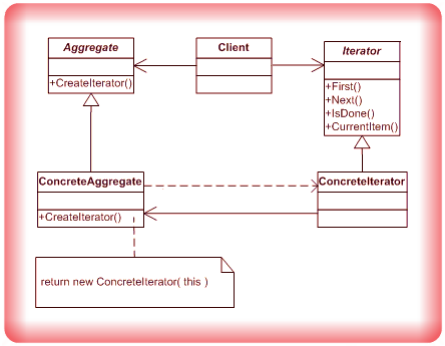 Aggregate
+CreateIterator()
Client
Iterator
+First()
+Next()
+IsDone()
+CurrentItem()
ConcreteAggregate
+CreateIterator()
ConcreteIterator
return new ConcreteIterator( this )